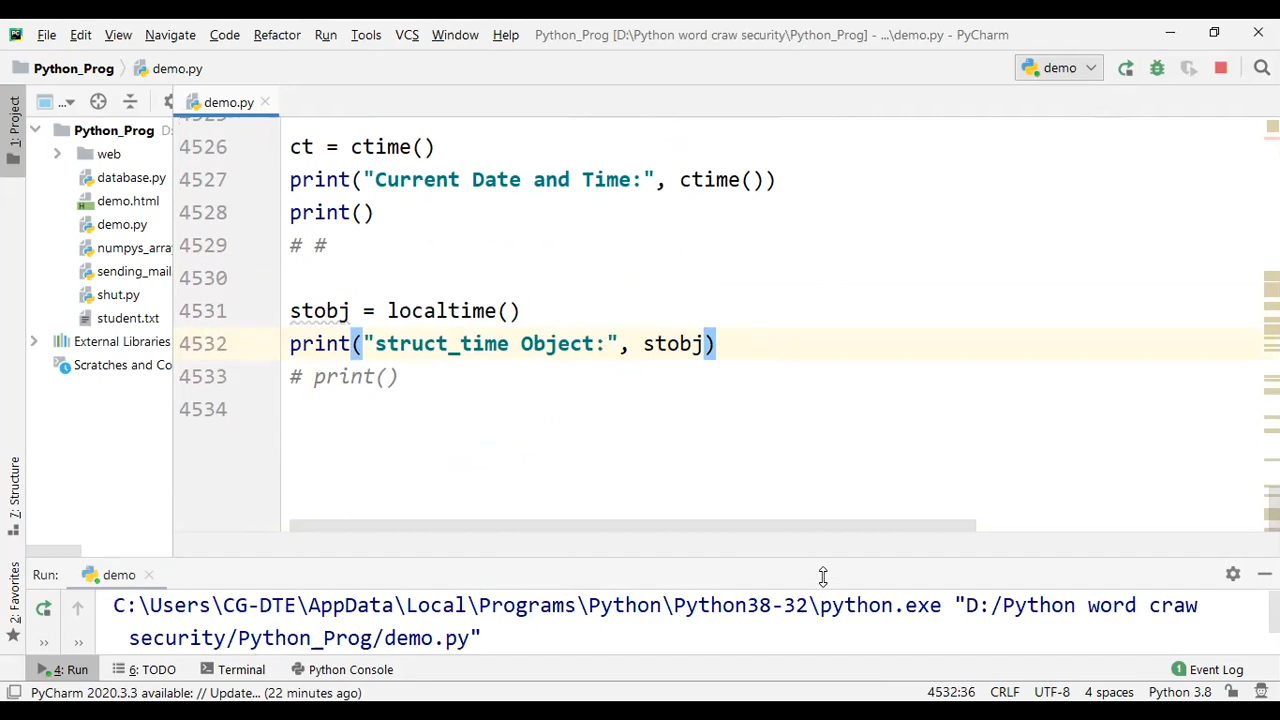 File Edit View Navigate Code Refactor Run Tools VCS Window Help Python_Prog [D:\Python word craw security\Python_Prog] - ...\demo.py - PyCharm
Python_Prog demo.py demo
1: Project ... demo.py
Python_Prog D:
web
database.py
demo.html
demo.py
numpys_arra
sending_mail
shut.py
student.txt
External Libraries
Scratches and Co
4526 ct = ctime()
4527 print("Current Date and Time:", ctime())
4528 print()
4529 # #
4530
4531 stobj = localtime()
4532 print("struct_time Object:", stobj)
4533 # print()
4534
Z: Structure
2: Favorites
Run: demo
C:\Users\CG-DTE\AppData\Local\Programs\Python\Python38-32\python.exe "D:/Python word craw
security/Python_Prog/demo.py"
4: Run 6: TODO Terminal Python Console 1 Event Log
PyCharm 2020.3.3 available: // Update... (22 minutes ago) 4532:36 CRLF UTF-8 4 spaces Python 3.8